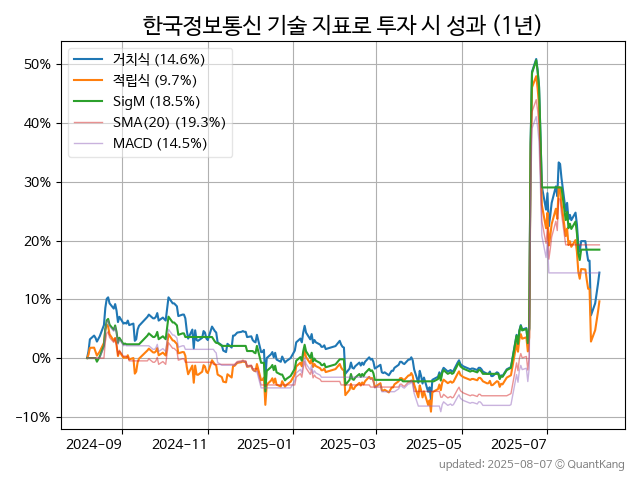 한국정보통신 기술 지표로 투자 시 성과 (1년)
거치식 (14.6%)
적립식 (9.7%)
SigM (18.5%)
SMA(20) (19.3%)
MACD (14.5%)
50%
40%
30%
20%
10%
0%
−10%
2024-09 2024-11 2025-01 2025-03 2025-05 2025-07
updated: 2025-08-07 © QuantKang